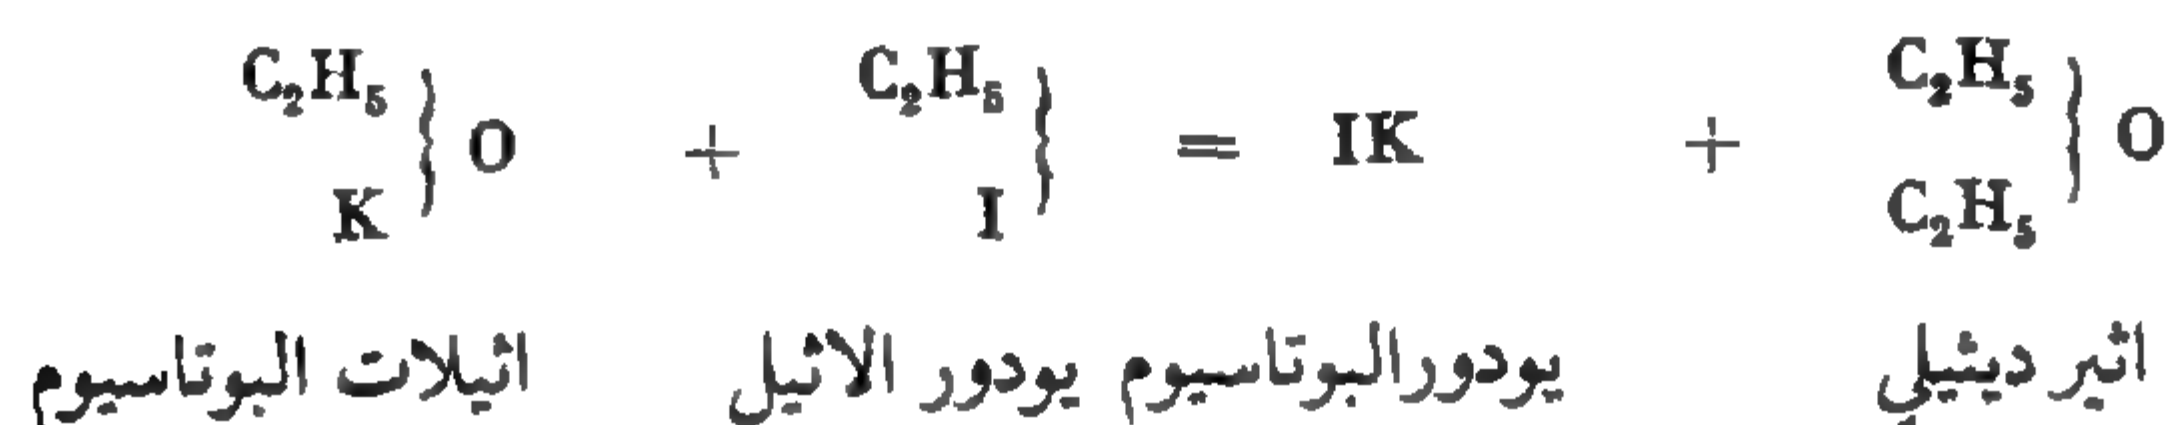 C₂H₅ } O + C₂H₅ } = IK + C₂H₅ } O
K I C₂H₅
اثير ديثيلي يودورالبوتاسيوم يودور الاثيل اثيلات البوتاسيوم